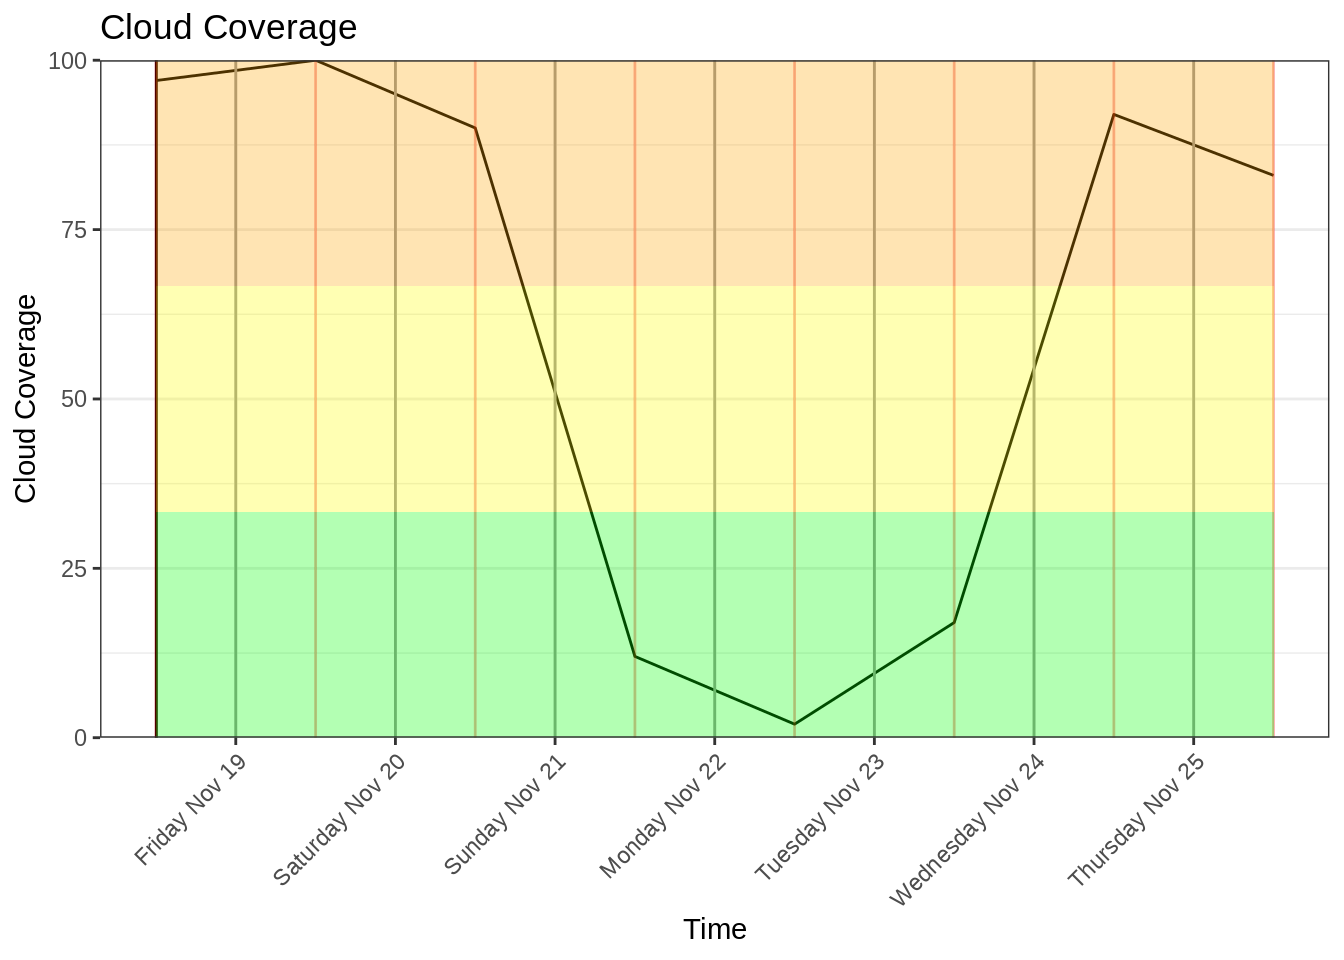 Cloud Coverage
100
75
50
25
0
Cloud Coverage
Friday Nov 19
Saturday Nov 20
Sunday Nov 21
Monday Nov 22
Tuesday Nov 23
Wednesday Nov 24
Thursday Nov 25
Time